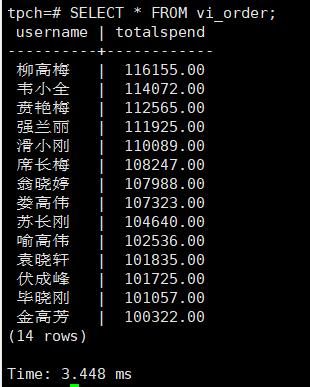 tpch=# SELECT * FROM vi_order;
username | totalspend
----------+------------
柳高梅 | 116155.00
韦小全 | 114072.00
贲艳梅 | 112565.00
强兰丽 | 111925.00
滑小刚 | 110089.00
席长梅 | 108247.00
翁晓婷 | 107988.00
娄高伟 | 107323.00
苏长刚 | 104640.00
喻高伟 | 102536.00
袁晓轩 | 101835.00
伏成峰 | 101725.00
毕晓刚 | 101057.00
金高芳 | 100322.00
(14 rows)
Time: 3.448 ms